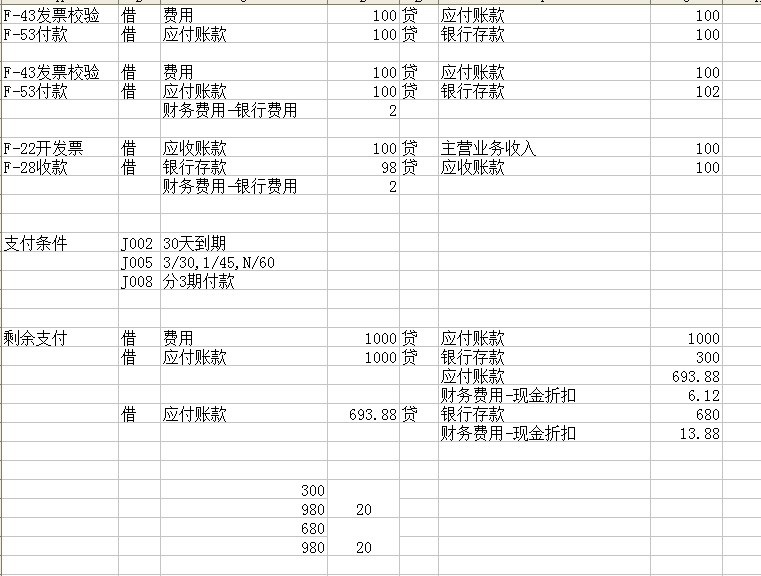 F-43发票校验 借 费用 100 贷 应付账款 100
F-53付款 借 应付账款 100 贷 银行存款 100
F-43发票校验 借 费用 100 贷 应付账款 100
F-53付款 借 应付账款 100 贷 银行存款 102
财务费用-银行费用 2
F-22开发票 借 应收账款 100 贷 主营业务收入 100
F-28收款 借 银行存款 98 贷 应收账款 100
财务费用-银行费用 2
支付条件 J002 30天到期
J005 3/30,1/45,N/60
J008 分3期付款
剩余支付 借 费用 1000 贷 应付账款 1000
借 应付账款 1000 贷 银行存款 300
应付账款 693.88
财务费用-现金折扣 6.12
借 应付账款 693.88 贷 银行存款 680
财务费用-现金折扣 13.88
300
980 20
680
980 20